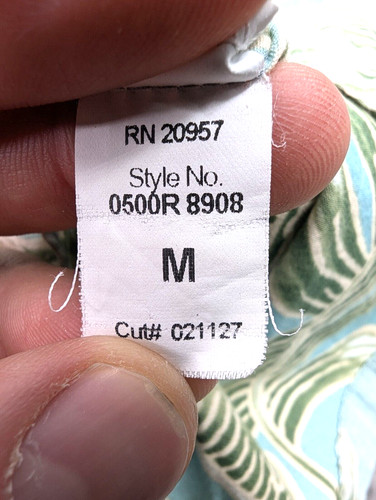 RN 20957
Style No.
0500R 8908
M
Cut# 021127